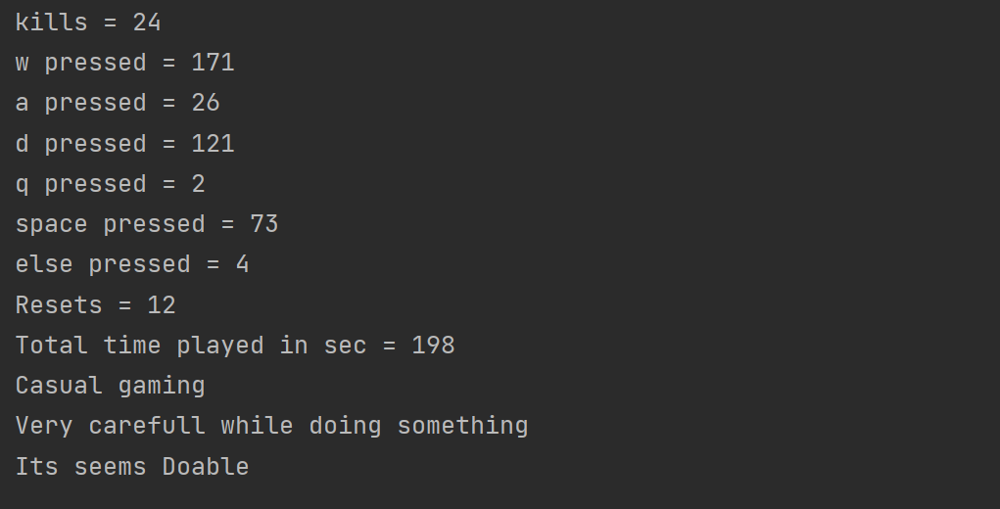 kills = 24
w pressed = 171
a pressed = 26
d pressed = 121
q pressed = 2
space pressed = 73
else pressed = 4
Resets = 12
Total time played in sec = 198
Casual gaming
Very carefull while doing something
Its seems Doable